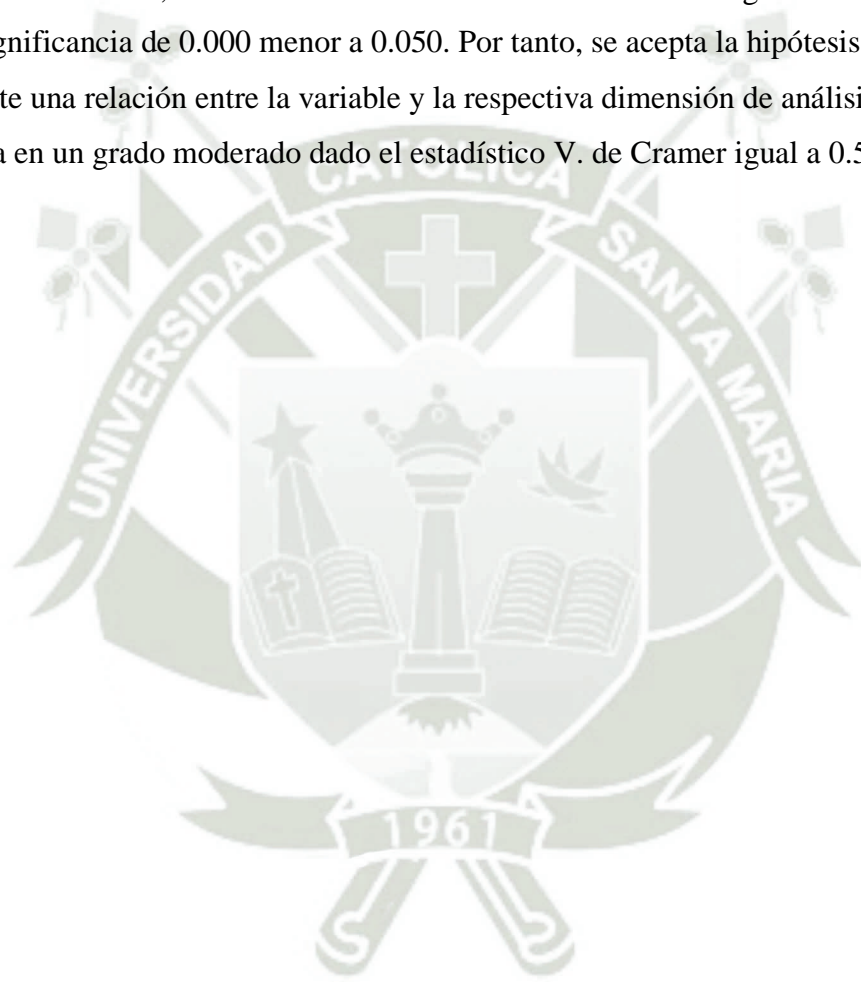 gnificancia de 0.000 menor a 0.050. Por tanto, se acepta la hipótesis
te una relación entre la variable y la respectiva dimensión de análisi
a en un grado moderado dado el estadístico V. de Cramer igual a 0.5
UNIVERSIDAD CATOLICA SANTA MARIA
1961